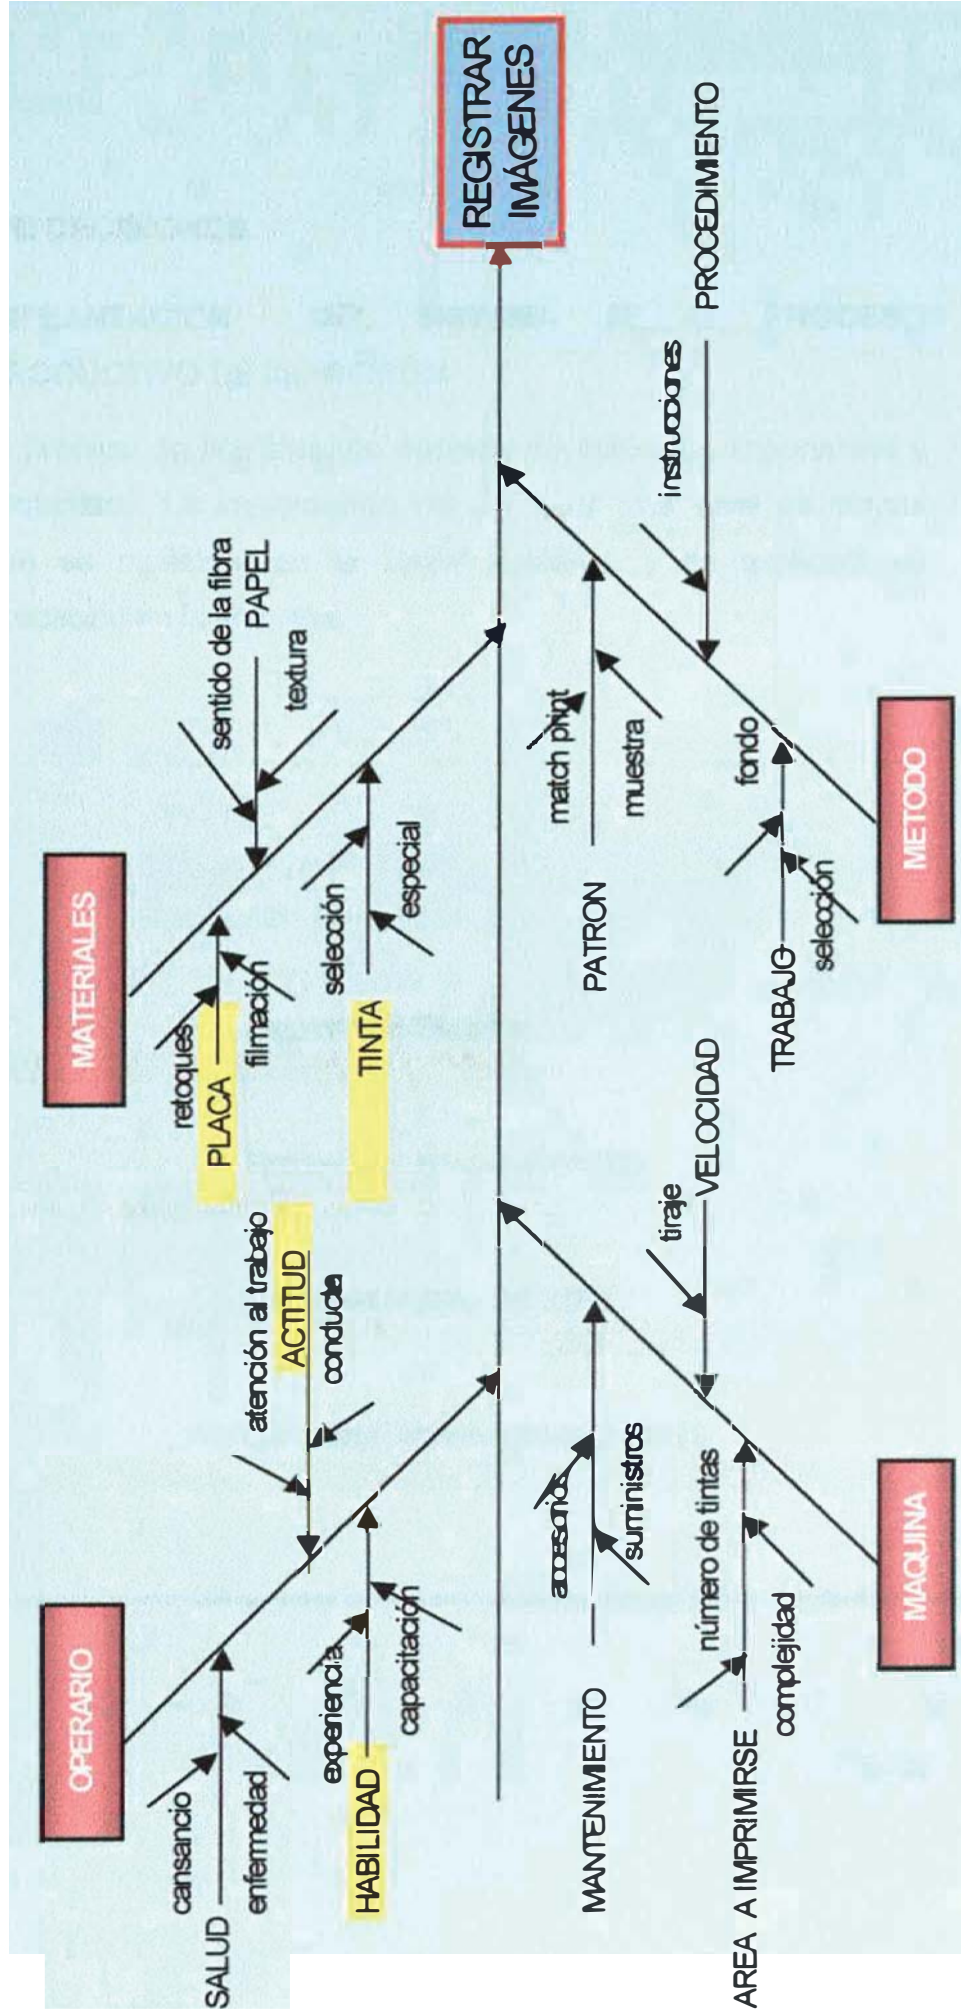 OPERARIO
MATERIALES
cansancio
SALUD
enfermedad
atención al trabajo
ACTITUD
conducta
experiencia
HABILIDAD
capacitación
retoques
PLACA
filmación
sentido de la fibra
PAPEL
textura
selección
TINTA
especial
REGISTRAR
IMÁGENES
MANTENIMIENTO
accesorios
suministros
tiraje
VELOCIDAD
número de tintas
AREA A IMPRIMIRSE
complejidad
match print
PATRON
muestra
instrucciones
PROCEDIMIENTO
fondo
TRABAJO
selección
MAQUINA
METODO